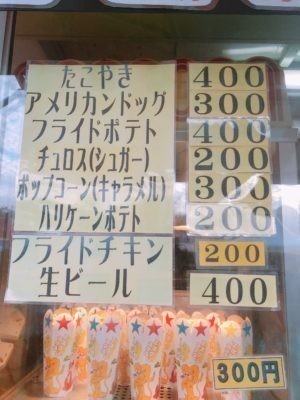 たこやき 400
アメリカンドッグ 300
フライドポテト 400
チュロス(シュガー) 200
ポップコーン(キャラメル) 300
ハリケーンポテト 200
フライドチキン 200
生ビール 400
300円